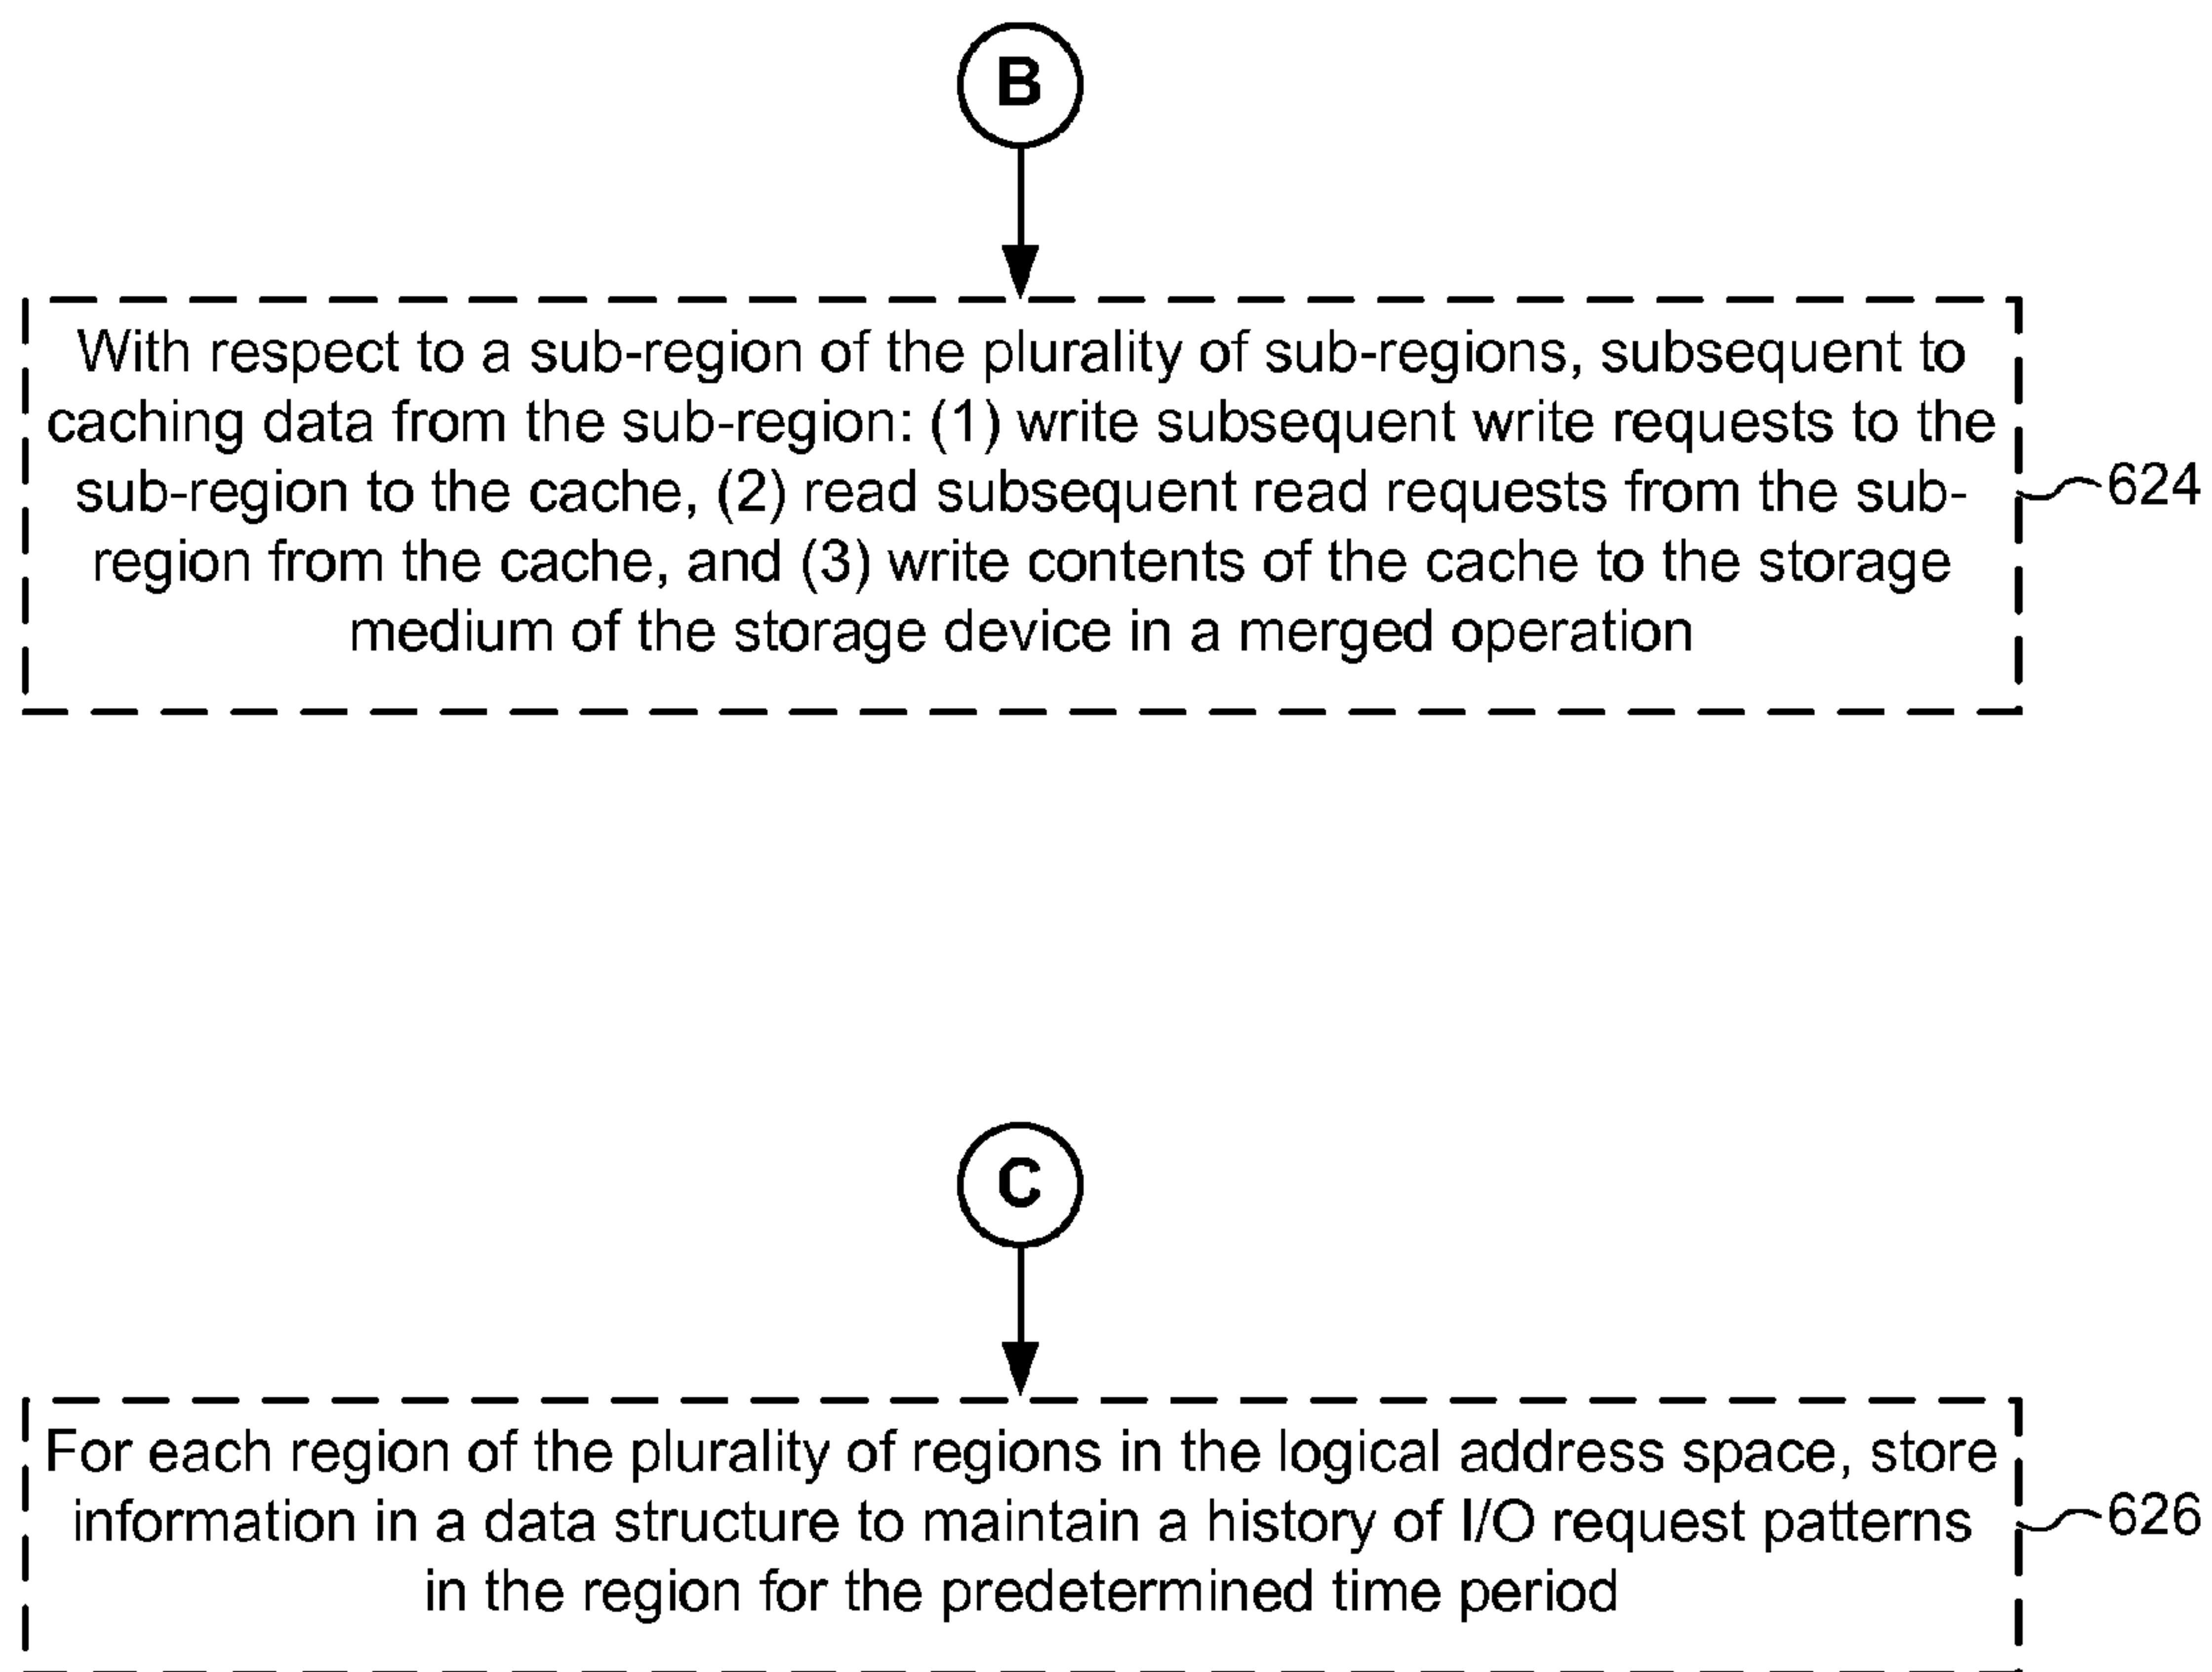 B
With respect to a sub-region of the plurality of sub-regions, subsequent to
caching data from the sub-region: (1) write subsequent write requests to the
sub-region to the cache, (2) read subsequent read requests from the sub-
region from the cache, and (3) write contents of the cache to the storage
medium of the storage device in a merged operation
624
C
For each region of the plurality of regions in the logical address space, store
information in a data structure to maintain a history of I/O request patterns
in the region for the predetermined time period
626